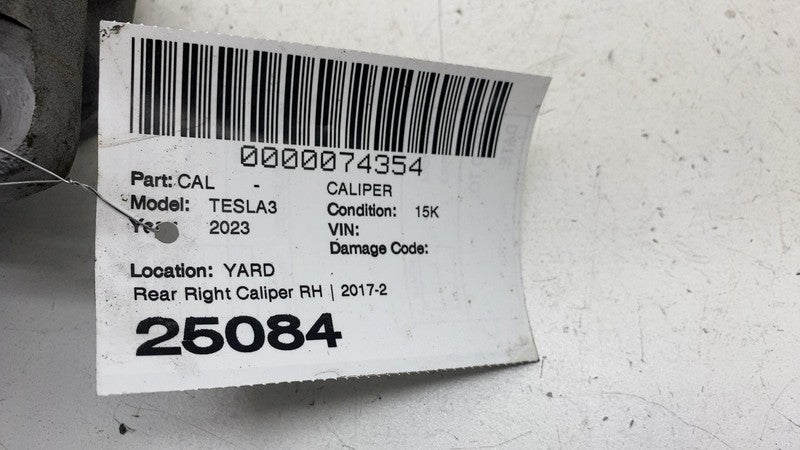 0000074354
Part: CAL - CALIPER
Model: TESLA3 Condition: 15K
2023 VIN:
Damage Code:
Location: YARD
Rear Right Caliper RH | 2017-2
25084